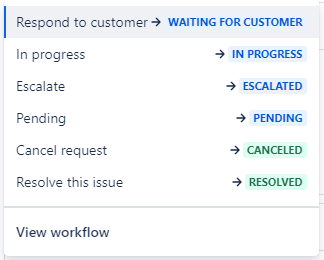 Respond to customer → WAITING FOR CUSTOMER
In progress → IN PROGRESS
Escalate → ESCALATED
Pending → PENDING
Cancel request → CANCELED
Resolve this issue → RESOLVED
View workflow